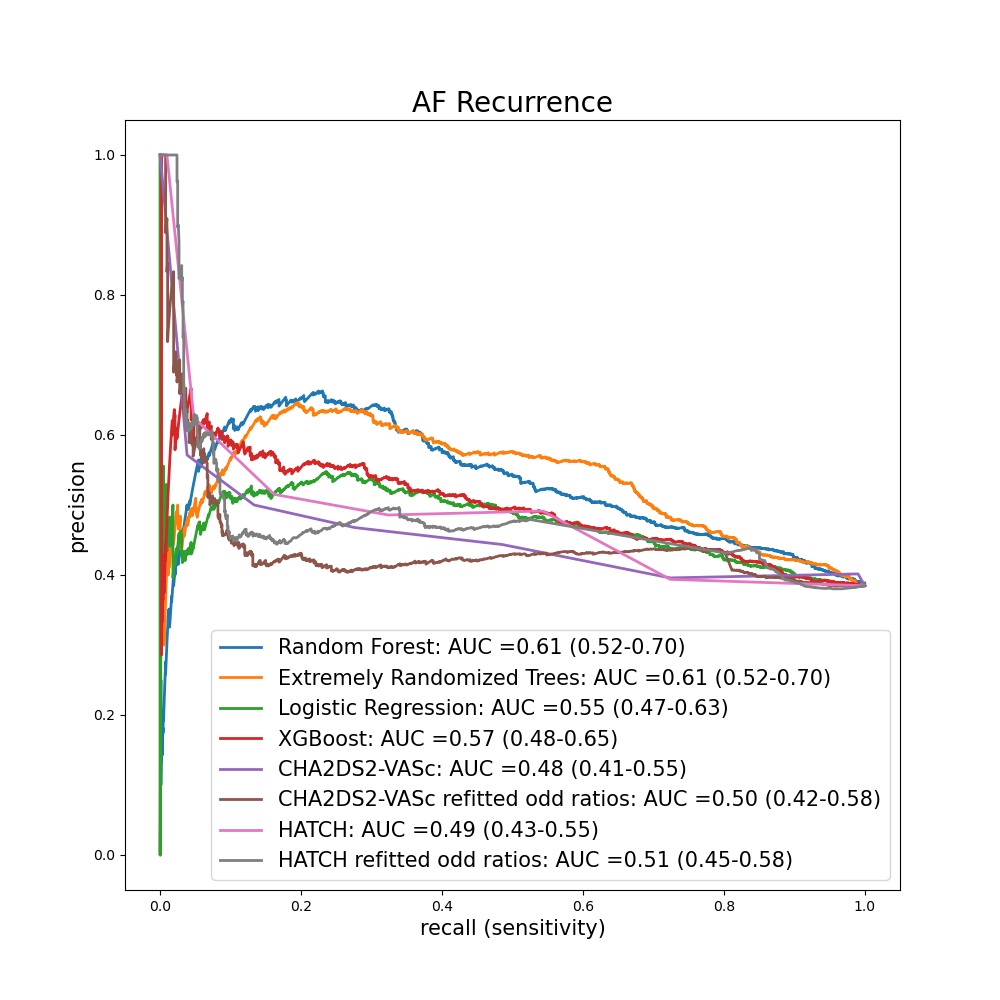 AF Recurrence
1.0
0.8
0.6
0.4
0.2
0.0
precision
Random Forest: AUC =0.61 (0.52-0.70)
Extremely Randomized Trees: AUC =0.61 (0.52-0.70)
Logistic Regression: AUC =0.55 (0.47-0.63)
XGBoost: AUC =0.57 (0.48-0.65)
CHA2DS2-VASc: AUC =0.48 (0.41-0.55)
CHA2DS2-VASc refitted odd ratios: AUC =0.50 (0.42-0.58)
HATCH: AUC =0.49 (0.43-0.55)
HATCH refitted odd ratios: AUC =0.51 (0.45-0.58)
0.0 0.2 0.4 0.6 0.8 1.0
recall (sensitivity)